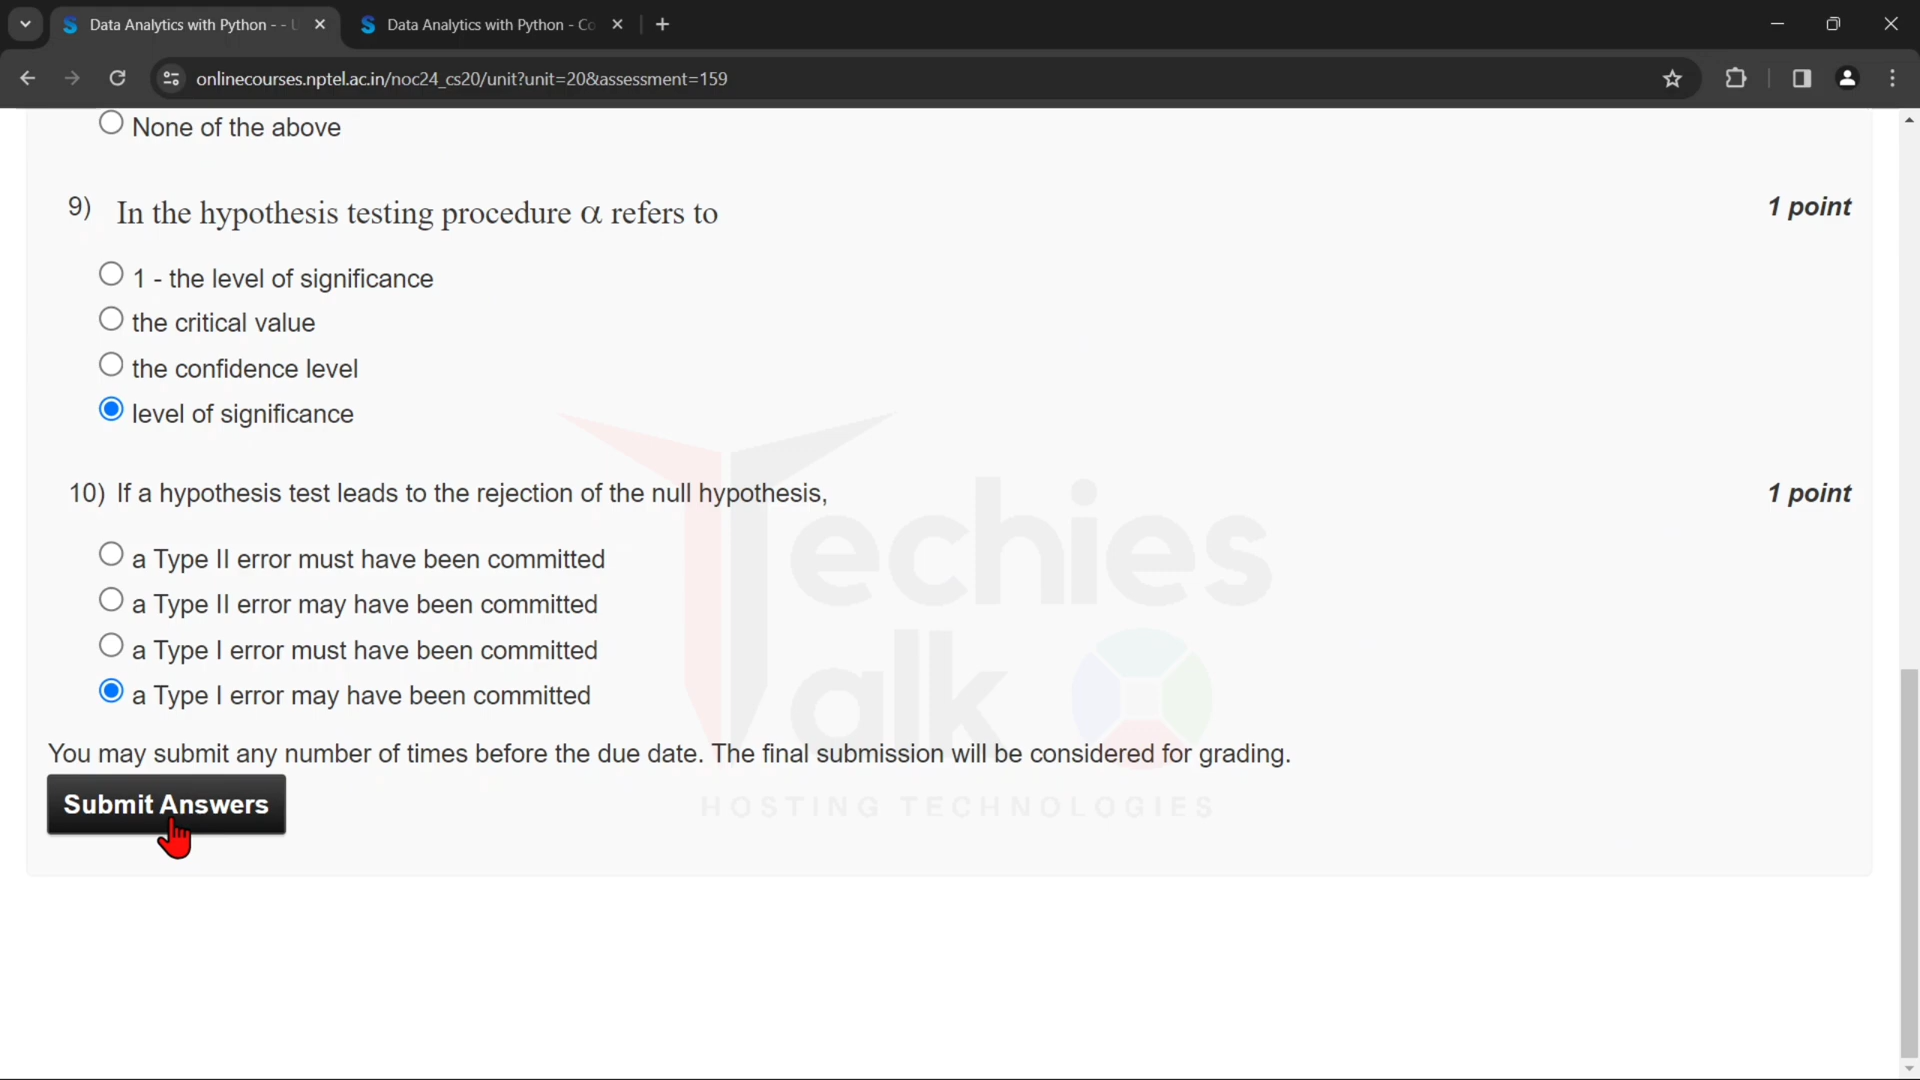 Data Analytics with Python - - U
Data Analytics with Python - Co
onlinecourses.nptel.ac.in/noc24_cs20/unit?unit=20&assessment=159
None of the above
9) In the hypothesis testing procedure α refers to 1 point
1 - the level of significance
the critical value
the confidence level
level of significance
10) If a hypothesis test leads to the rejection of the null hypothesis, 1 point
a Type II error must have been committed
a Type II error may have been committed
a Type I error must have been committed
a Type I error may have been committed
You may submit any number of times before the due date. The final submission will be considered for grading.
Submit Answers
Techies
Talk
HOSTING TECHNOLOGIES